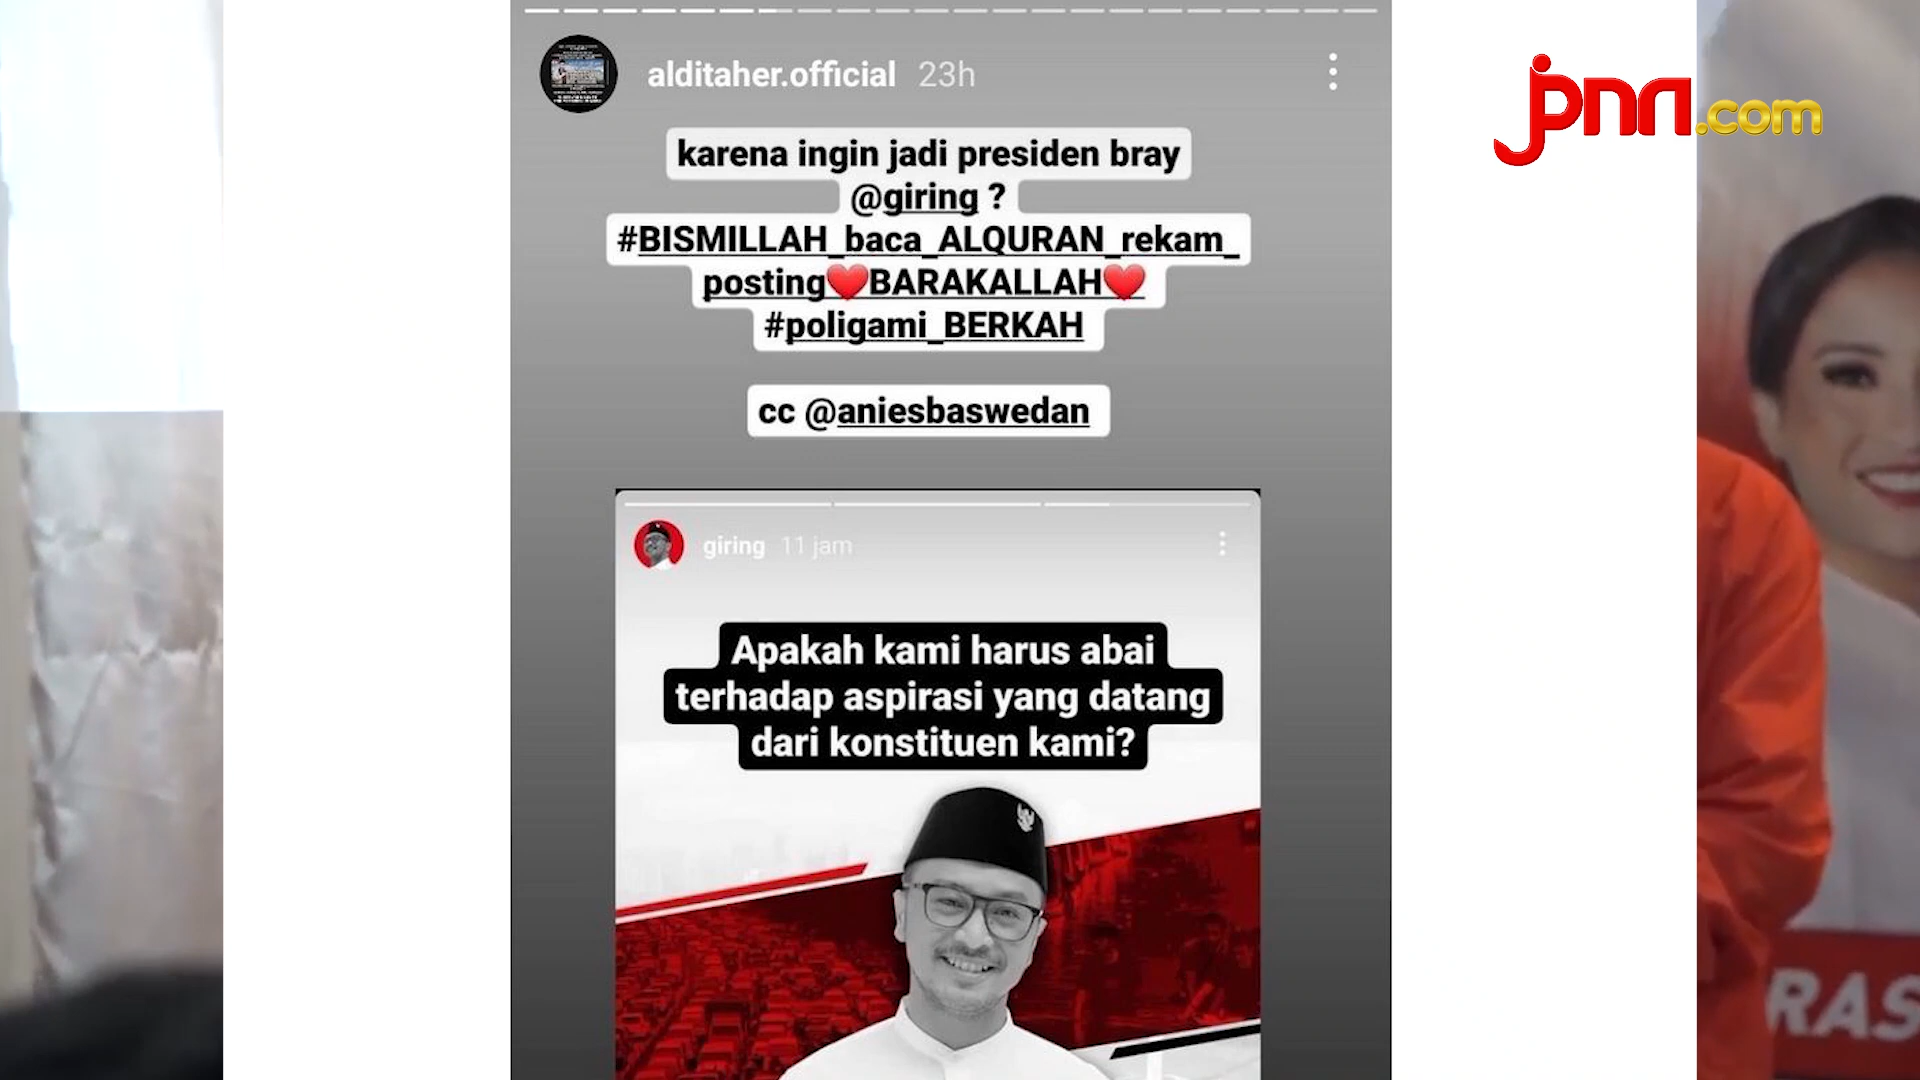 alditaher.official 23h
jpnn.com
karena ingin jadi presiden bray
@giring ?
#BISMILLAH_baca_ALQURAN_rekam_
posting❤️BARAKALLAH❤️
#poligami_BERKAH
cc @aniesbaswedan
giring 11 jam
Apakah kami harus abai
terhadap aspirasi yang datang
dari konstituen kami?
RAS